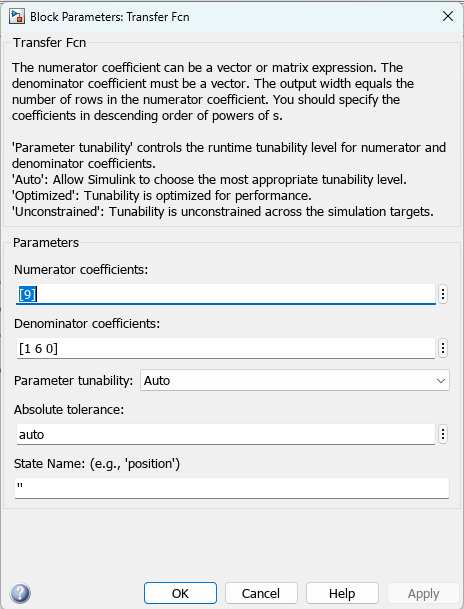 Block Parameters: Transfer Fcn
Transfer Fcn
The numerator coefficient can be a vector or matrix expression. The
denominator coefficient must be a vector. The output width equals the
number of rows in the numerator coefficient. You should specify the
coefficients in descending order of powers of s.
'Parameter tunability' controls the runtime tunability level for numerator and
denominator coefficients.
'Auto': Allow Simulink to choose the most appropriate tunability level.
'Optimized': Tunability is optimized for performance.
'Unconstrained': Tunability is unconstrained across the simulation targets.
Parameters
Numerator coefficients:
[9]
Denominator coefficients:
[1 6 0]
Parameter tunability: Auto
Absolute tolerance:
auto
State Name: (e.g., 'position')
''
OK Cancel Help Apply